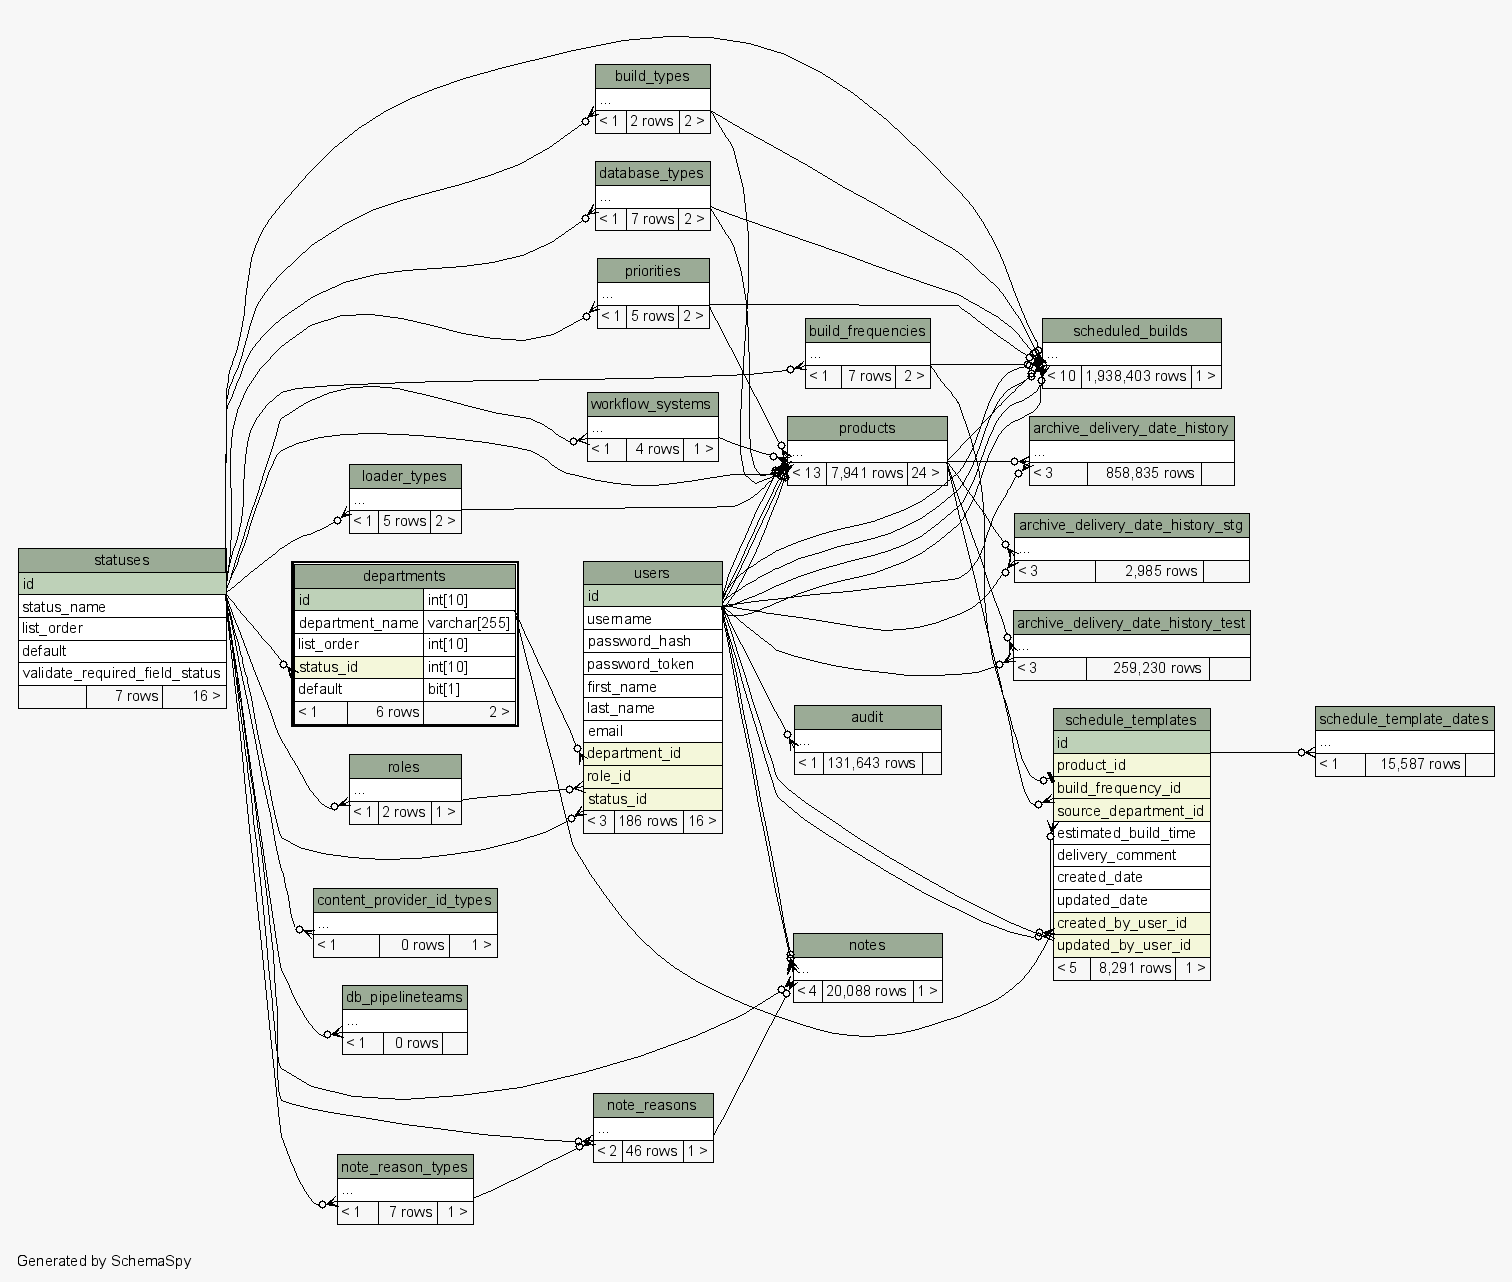 build_types
...
< 1 2 rows 2 >
database_types
...
< 1 7 rows 2 >
priorities
...
< 1 5 rows 2 >
build_frequencies
...
< 1 7 rows 2 >
scheduled_builds
...
< 10 1,938,403 rows 1 >
workflow_systems
...
< 1 4 rows 1 >
products
...
< 13 7,941 rows 24 >
archive_delivery_date_history
...
< 3 858,835 rows
loader_types
...
< 1 5 rows 2 >
archive_delivery_date_history_stg
...
< 3 2,985 rows
statuses
id
status_name
list_order
default
validate_required_field_status
7 rows 16 >
departments
id int[10]
department_name varchar[255]
list_order int[10]
status_id int[10]
default bit[1]
< 1 6 rows 2 >
users
id
username
password_hash
password_token
first_name
last_name
email
department_id
role_id
status_id
< 3 186 rows 16 >
archive_delivery_date_history_test
...
< 3 259,230 rows
audit
...
< 1 131,643 rows
schedule_templates
id
product_id
build_frequency_id
source_department_id
estimated_build_time
delivery_comment
created_date
updated_date
created_by_user_id
updated_by_user_id
< 5 8,291 rows 1 >
schedule_template_dates
...
< 1 15,587 rows
roles
...
< 1 2 rows 1 >
content_provider_id_types
...
< 1 0 rows 1 >
notes
...
< 4 20,088 rows 1 >
db_pipelineteams
...
< 1 0 rows
note_reasons
...
< 2 46 rows 1 >
note_reason_types
...
< 1 7 rows 1 >
Generated by SchemaSpy